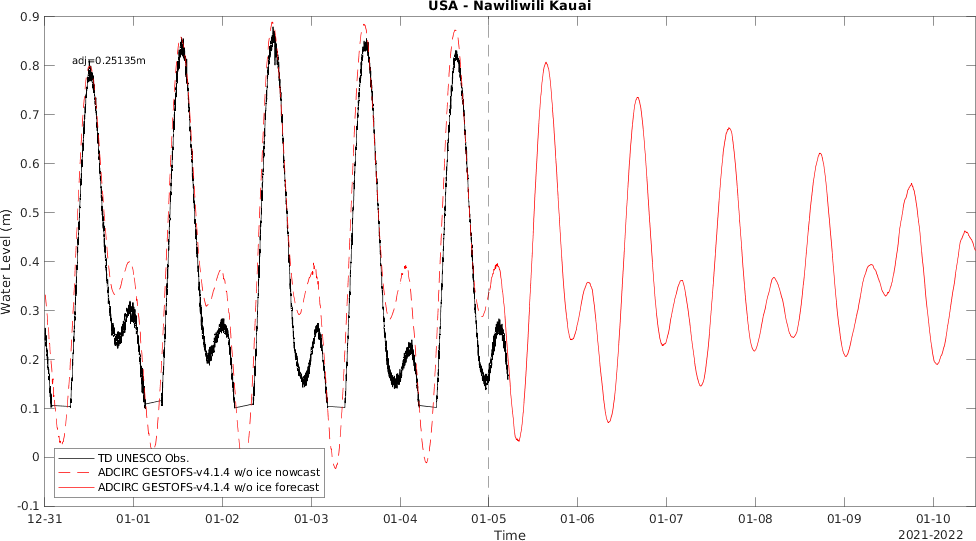 USA - Nawiliwili Kauai
0.9
0.8
0.7
0.6
0.5
0.4
0.3
0.2
0.1
0
-0.1
Water Level (m)
adj=0.25135m
TD UNESCO Obs.
ADCIRC GESTOFS-v4.1.4 w/o ice nowcast
ADCIRC GESTOFS-v4.1.4 w/o ice forecast
12-31 01-01 01-02 01-03 01-04 01-05 01-06 01-07 01-08 01-09 01-10
Time
2021-2022